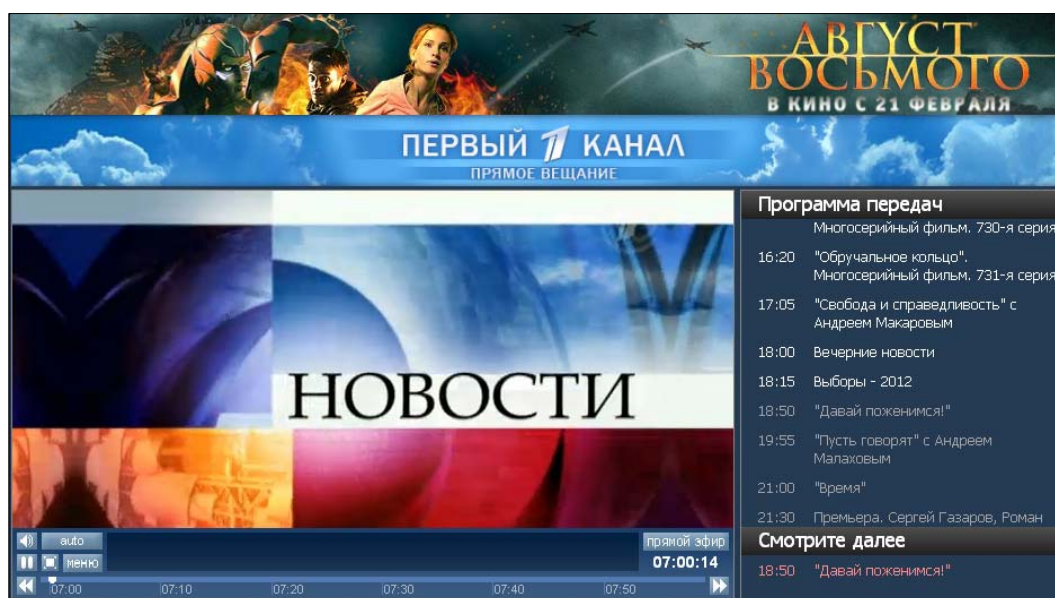 АВГУСТ
ВОСЬМОГО
В КИНО С 21 ФЕВРАЛЯ
ПЕРВЫЙ 1 КАНАЛ
ПРЯМОЕ ВЕЩАНИЕ
НОВОСТИ
auto
прямой эфир
меню
07:00:14
07:00 07:10 07:20 07:30 07:40 07:50
Программа передач
Многосерийный фильм. 730-я серия
16:20 "Обручальное кольцо".
Многосерийный фильм. 731-я серия
17:05 "Свобода и справедливость" с
Андреем Макаровым
18:00 Вечерние новости
18:15 Выборы - 2012
18:50 "Давай поженимся!"
19:55 "Пусть говорят" с Андреем
Малаховым
21:00 "Время"
21:30 Премьера. Сергей Газаров, Роман
Смотрите далее
18:50 "Давай поженимся!"